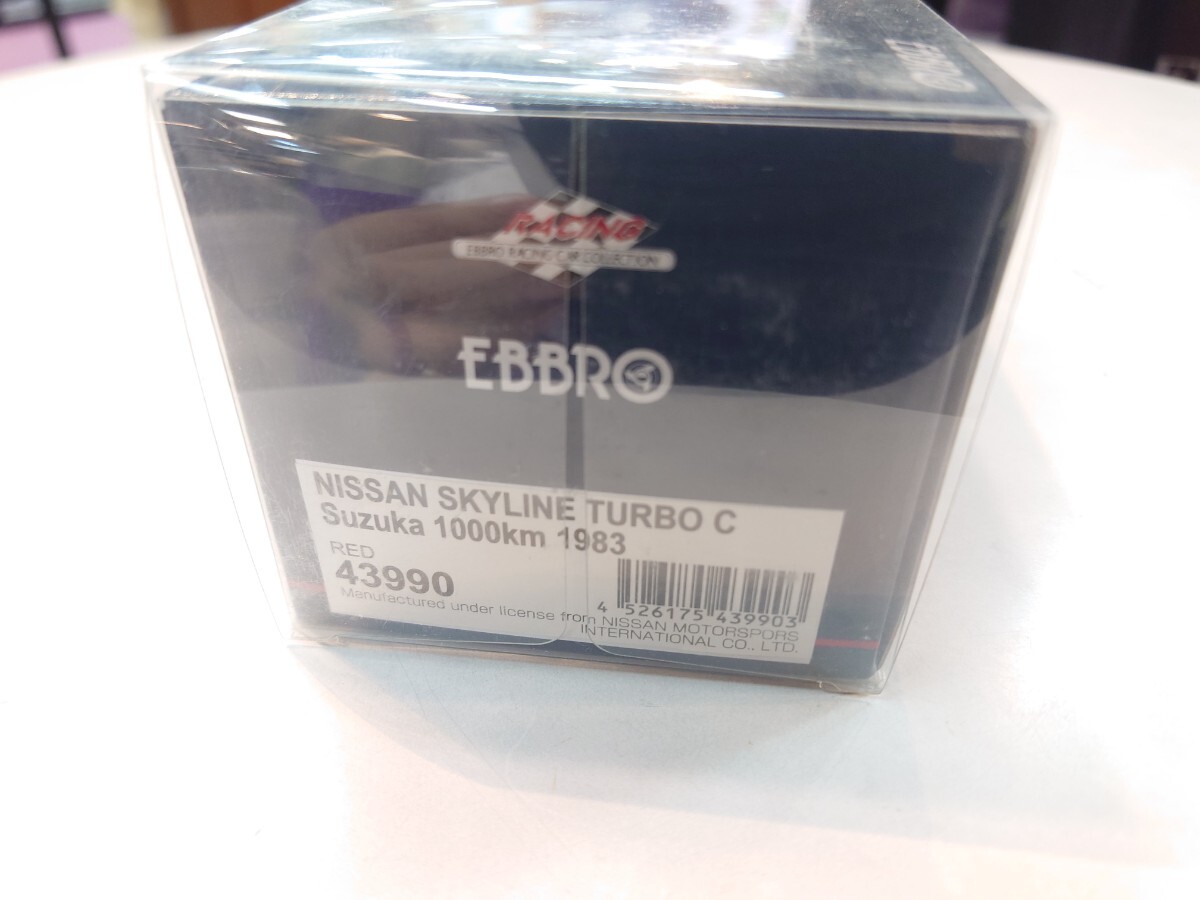 EBBRO
RACING
EBBRO RACING CAR COLLECTION
EBBRO
NISSAN SKYLINE TURBO C
Suzuka 1000km 1983
RED
43990
4 526175 439903
Manufactured under license from NISSAN MOTORSPORS
INTERNATIONAL CO., LTD.